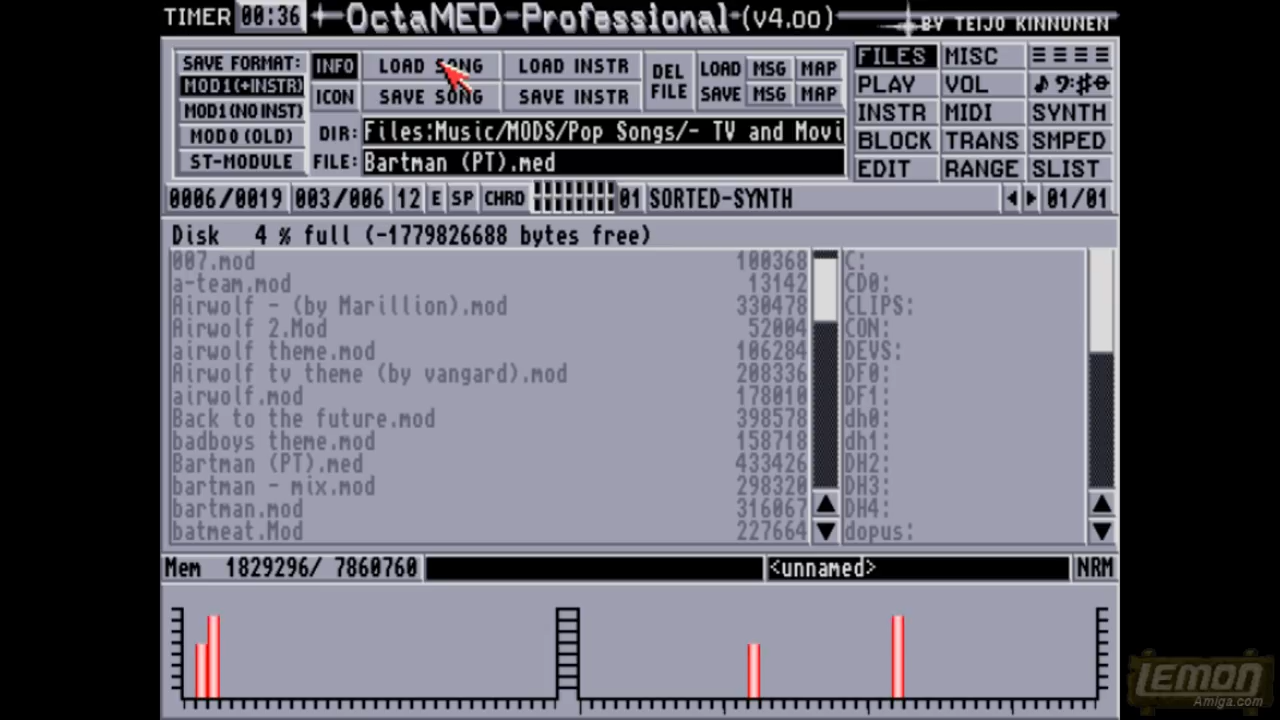 TIMER 00:36 OctaMED-Professional (v4.00) BY TEIJO KINNUNEN
SAVE FORMAT: INFO LOAD SONG LOAD INSTR DEL FILE LOAD MSG MAP FILES MISC
MOD1(+INSTR) ICON SAVE SONG SAVE INSTR SAVE MSG MAP PLAY VOL
MOD1(NO INST) DIR: Files:Music/MODS/Pop Songs/- TV and Movi INSTR MIDI SYNTH
MOD0 (OLD) BLOCK TRANS SMPED
ST-MODULE FILE: Bartman (PT).med EDIT RANGE SLIST
0006/0019 003/006 12 E SP CHRD 01 SORTED-SYNTH 01/01
Disk 4 % full (-1779826688 bytes free)
007.mod 100368 C:
a-team.mod 13142 CD0:
Airwolf - (by Marillion).mod 330478 CLIPS:
Airwolf 2.Mod 52004 CON:
airwolf theme.mod 106284 DEVS:
Airwolf tv theme (by vangard).mod 208336 DF0:
airwolf.mod 178010 DF1:
Back to the future.mod 398578 dh0:
badboys theme.mod 158718 dh1:
Bartman (PT).med 433426 DH2:
bartman - mix.mod 298320 DH3:
bartman.mod 316067 DH4:
batmeat.Mod 227664 dopus:
Mem 1829296/ 7860760 <unnamed> NRM
LEMON
Amiga.com